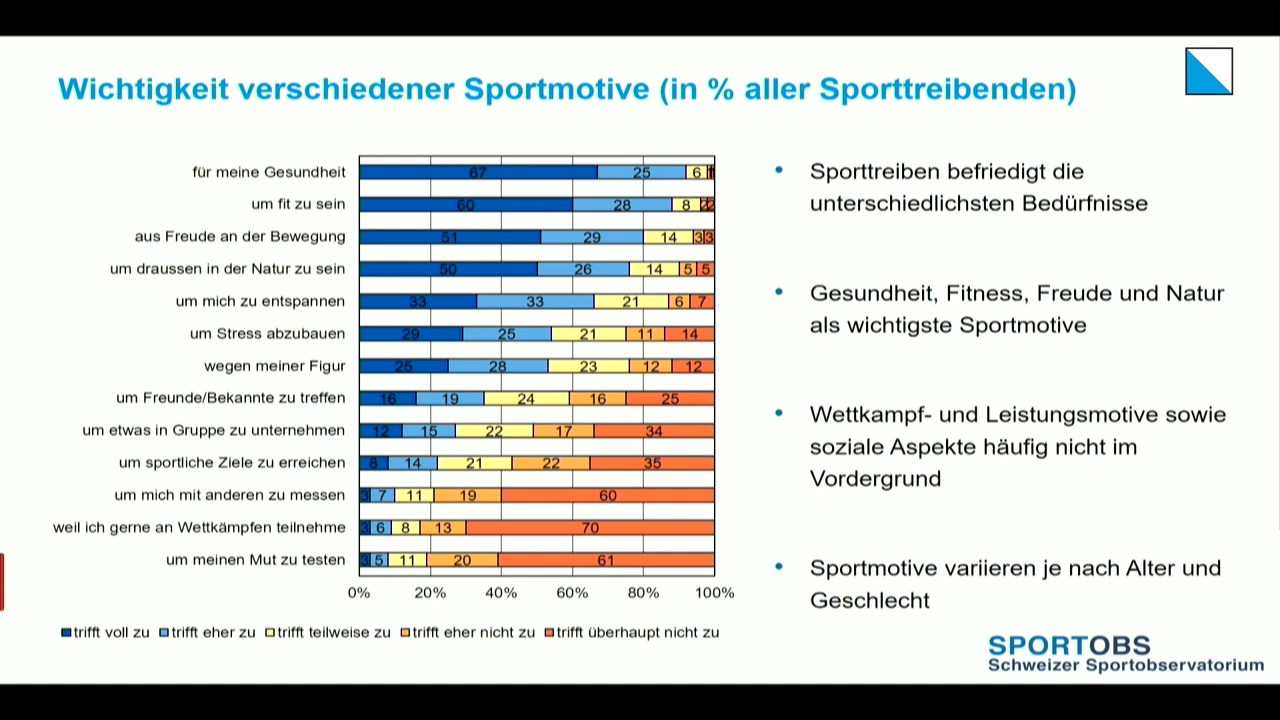 Wichtigkeit verschiedener Sportmotive (in % aller Sporttreibenden)
für meine Gesundheit 67 25 6 1 1
um fit zu sein 60 28 8 2 2
aus Freude an der Bewegung 51 29 14 3 3
um draussen in der Natur zu sein 50 26 14 5 5
um mich zu entspannen 33 33 21 6 7
um Stress abzubauen 29 25 21 11 14
wegen meiner Figur 25 28 23 12 12
um Freunde/Bekannte zu treffen 16 19 24 16 25
um etwas in Gruppe zu unternehmen 12 15 22 17 34
um sportliche Ziele zu erreichen 8 14 21 22 35
um mich mit anderen zu messen 3 7 11 19 60
weil ich gerne an Wettkämpfen teilnehme 3 6 8 13 70
um meinen Mut zu testen 3 5 11 20 61
0% 20% 40% 60% 80% 100%
trifft voll zu trifft eher zu trifft teilweise zu trifft eher nicht zu trifft überhaupt nicht zu
• Sporttreiben befriedigt die
unterschiedlichsten Bedürfnisse
• Gesundheit, Fitness, Freude und Natur
als wichtigste Sportmotive
• Wettkampf- und Leistungsmotive sowie
soziale Aspekte häufig nicht im
Vordergrund
• Sportmotive variieren je nach Alter und
Geschlecht
SPORTOBS
Schweizer Sportobservatorium